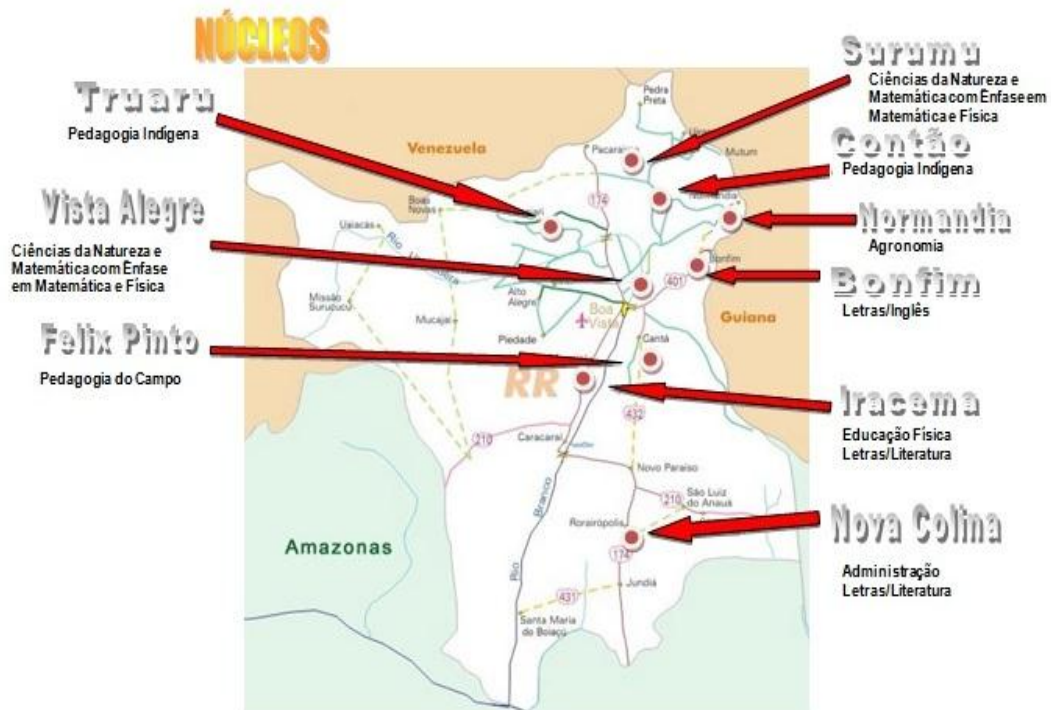 NÚCLEOS
Truaru
Pedagogia Indígena
Vista Alegre
Ciências da Natureza e
Matemática com Ênfase
em Matemática e Física
Felix Pinto
Pedagogia do Campo
Surumu
Ciências da Natureza e
Matemática com Ênfase em
Matemática e Física
Contão
Pedagogia Indígena
Normandia
Agronomia
Bonfim
Letras/Inglês
Iracema
Educação Física
Letras/Literatura
Nova Colina
Administração
Letras/Literatura
Pedra
Preta
Venezuela
Mutum
174
Boas
Novas
Uaiacás
Rio
Bonfim
401
Missão
Surucucu
Alto
Alegre
Mucajaí
Boa
Vista
Guiana
Piedade
Cantá
RR
432
210
Caracaraí
Novo Paraíso
210
São Luiz
do Anauá
Branco
Rorainópolis
Amazonas
174
Rio
Jundiá
431
Santa Maria
do Boiaçú